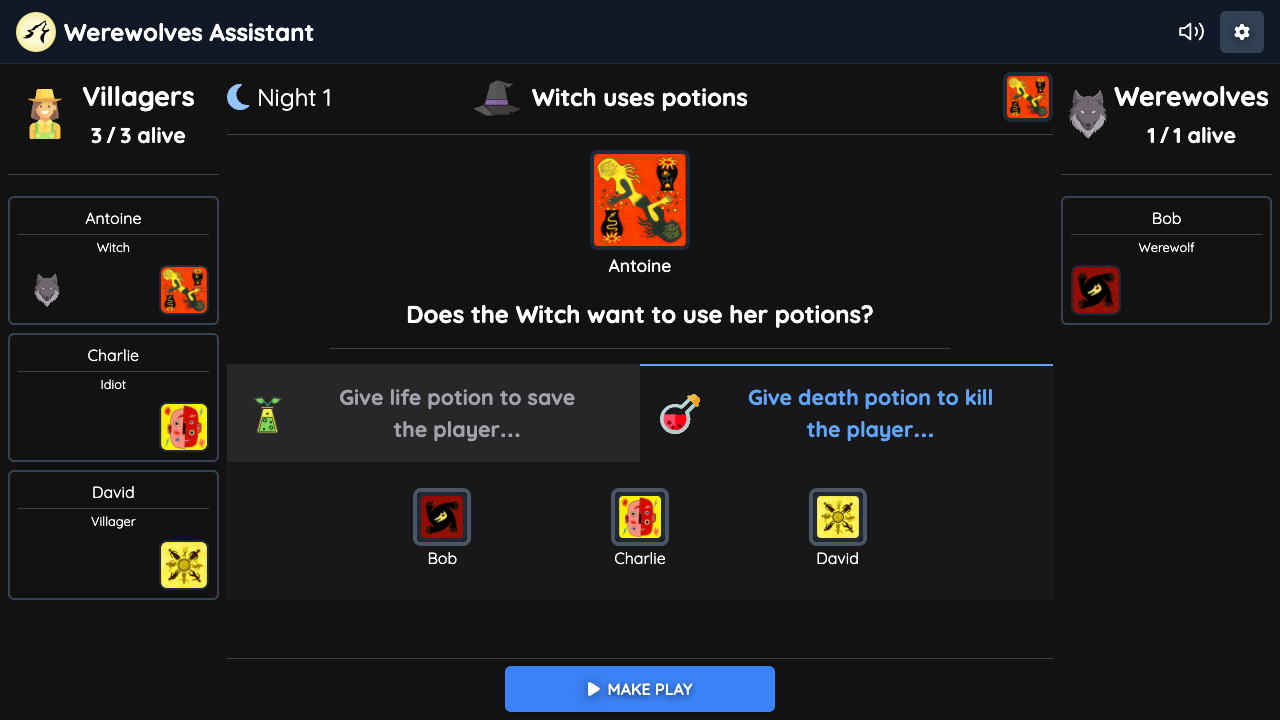 Werewolves Assistant
Villagers
3 / 3 alive
Antoine
Witch
Charlie
Idiot
David
Villager
Night 1
Witch uses potions
Antoine
Does the Witch want to use her potions?
Give life potion to save
the player...
Give death potion to kill
the player...
Bob
Charlie
David
MAKE PLAY
Werewolves
1 / 1 alive
Bob
Werewolf